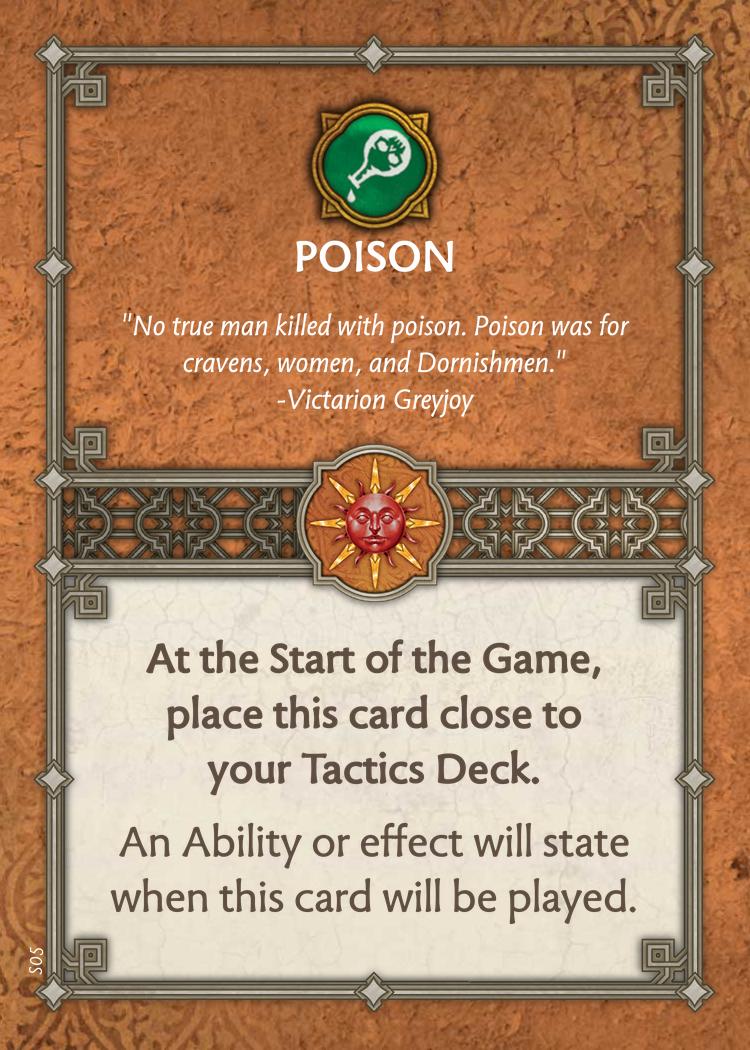 POISON
"No true man killed with poison. Poison was for
cravens, women, and Dornishmen."
-Victarion Greyjoy
At the Start of the Game,
place this card close to
your Tactics Deck.
An Ability or effect will state
when this card will be played.
S05